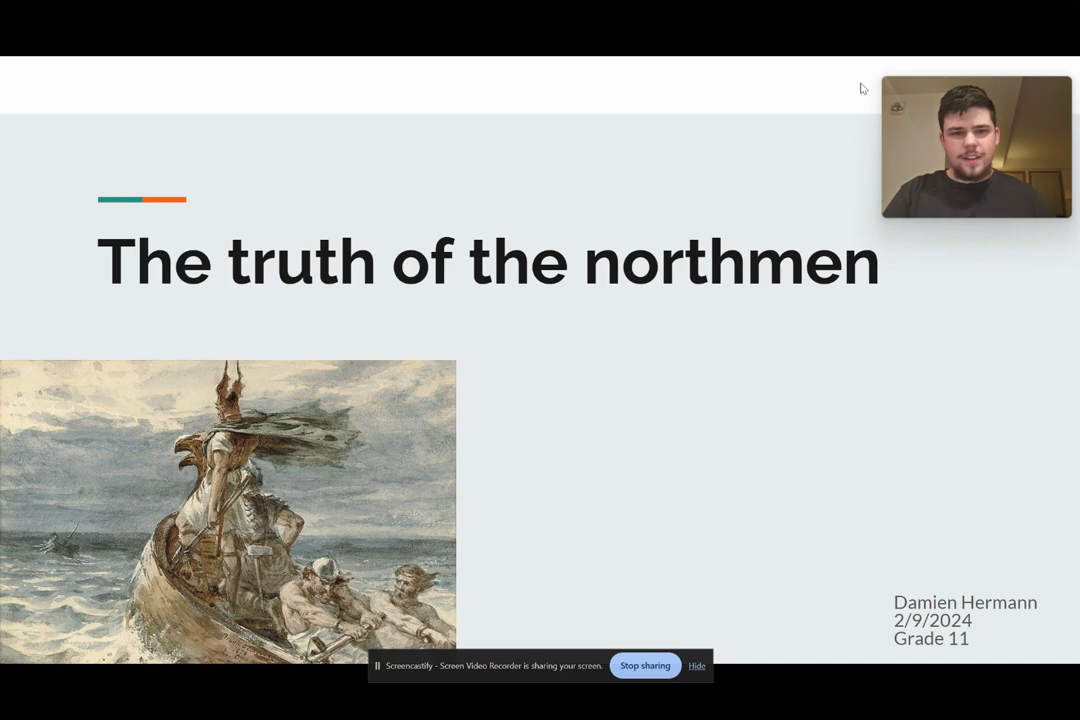 The truth of the northmen
Damien Hermann
2/9/2024
Grade 11
Screencastify - Screen Video Recorder is sharing your screen.
Stop sharing
Hide